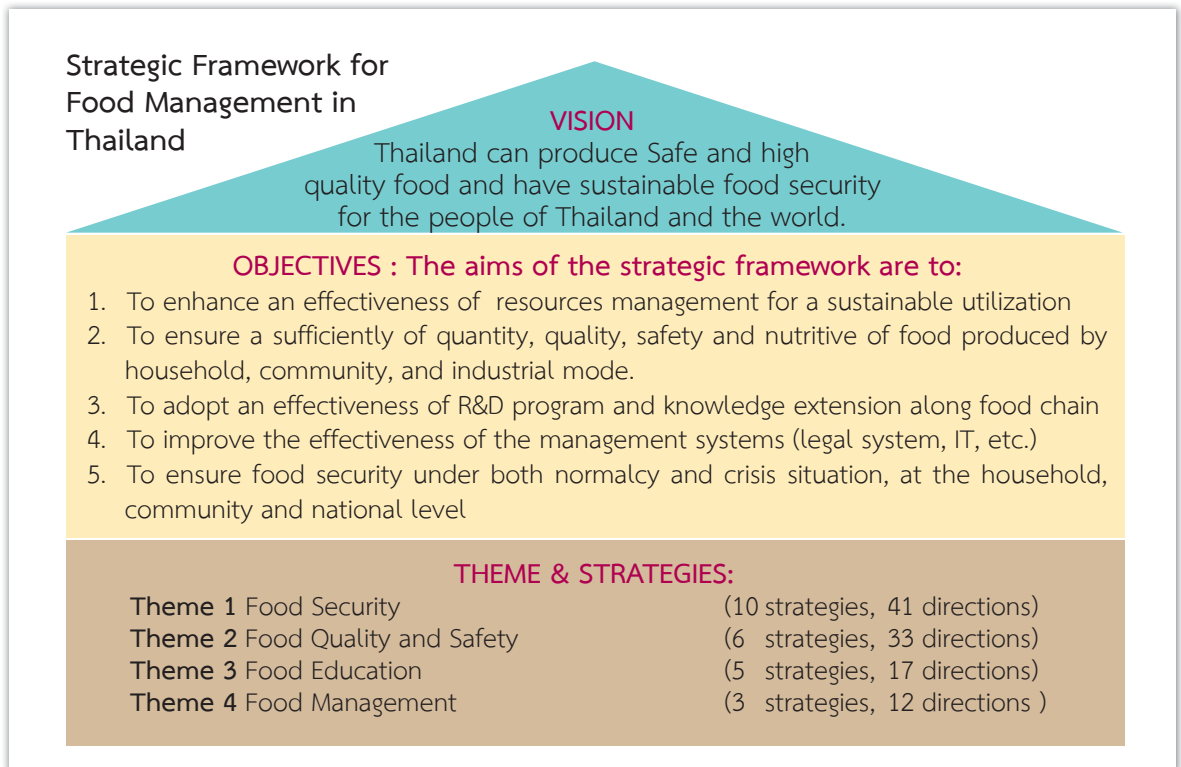 Strategic Framework for
Food Management in
Thailand
VISION
Thailand can produce Safe and high
quality food and have sustainable food security
for the people of Thailand and the world.
OBJECTIVES : The aims of the strategic framework are to:
1. To enhance an effectiveness of resources management for a sustainable utilization
2. To ensure a sufficiently of quantity, quality, safety and nutritive of food produced by
household, community, and industrial mode.
3. To adopt an effectiveness of R&D program and knowledge extension along food chain
4. To improve the effectiveness of the management systems (legal system, IT, etc.)
5. To ensure food security under both normalcy and crisis situation, at the household,
community and national level
THEME & STRATEGIES:
Theme 1 Food Security (10 strategies, 41 directions)
Theme 2 Food Quality and Safety (6 strategies, 33 directions)
Theme 3 Food Education (5 strategies, 17 directions)
Theme 4 Food Management (3 strategies, 12 directions )